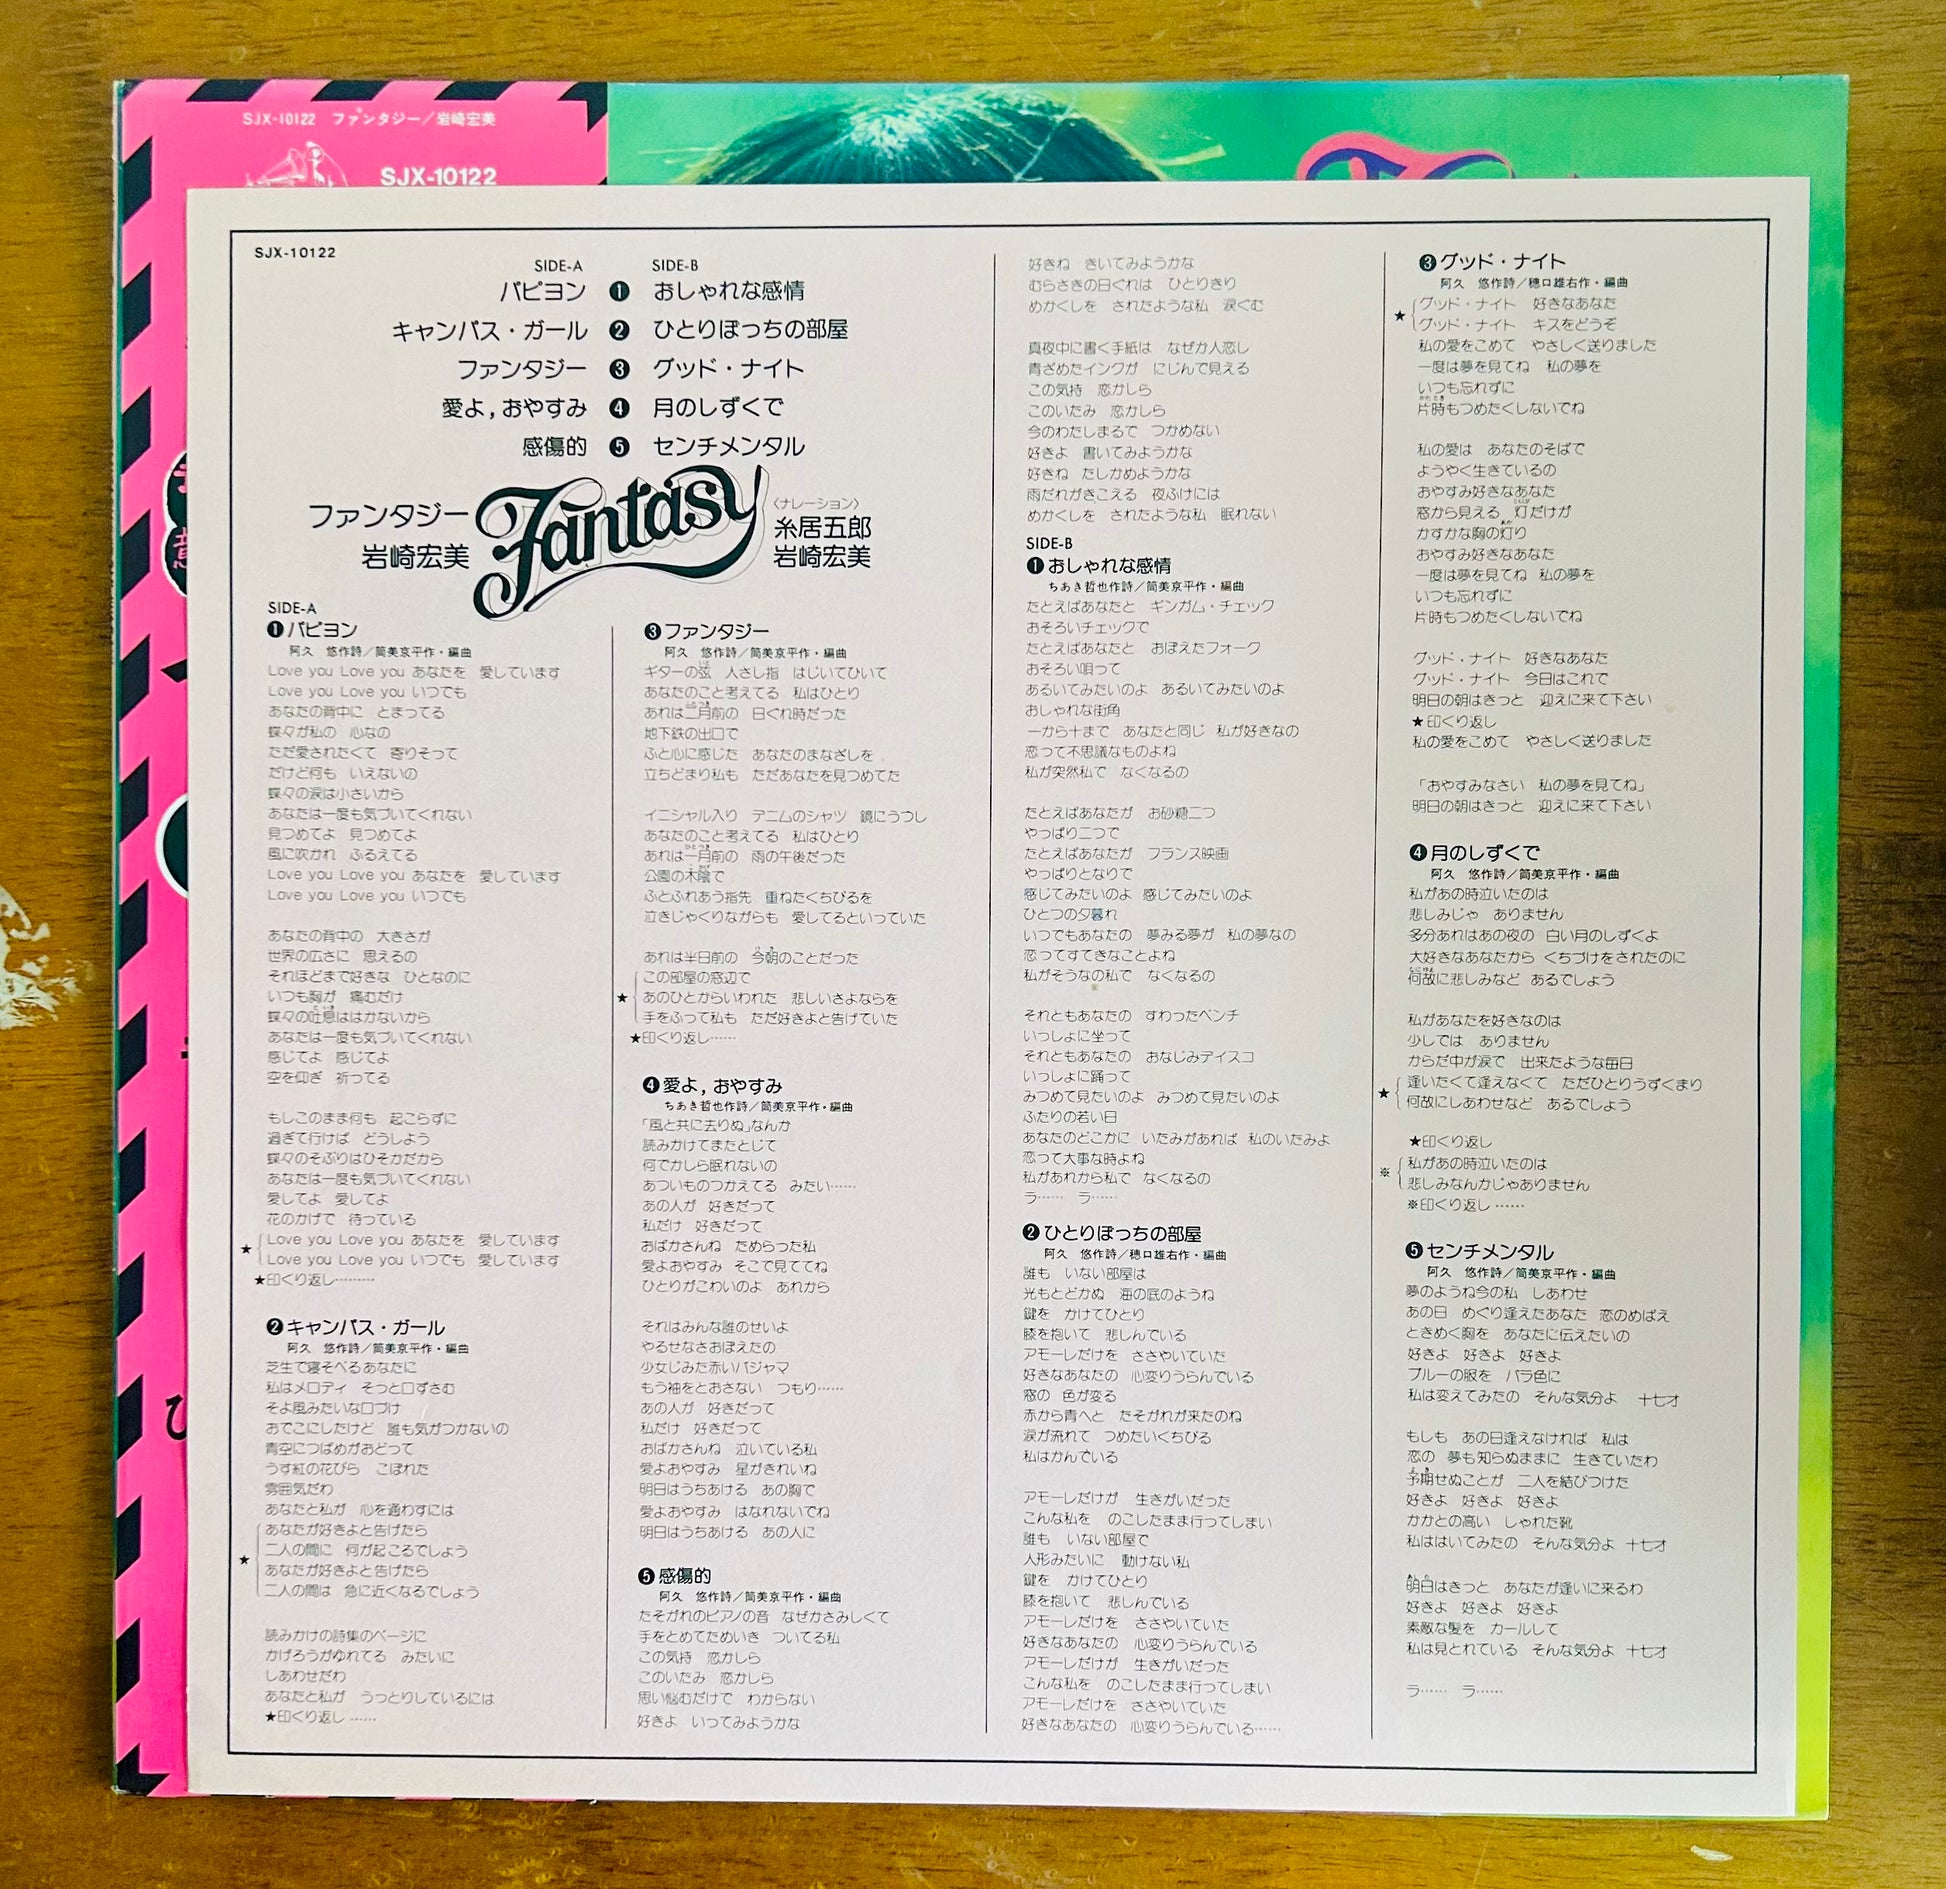 SJX-10122 ファンタジー／岩崎宏美
SJX-10122
SJX-10122
SIDE-A SIDE-B
パピヨン ❶ おしゃれな感情
キャンパス・ガール ❷ ひとりぼっちの部屋
ファンタジー ❸ グッド・ナイト
愛よ，おやすみ ❹ 月のしずくで
感傷的 ❺ センチメンタル
ファンタジー
岩崎宏美
Fantasy
〈ナレーション〉
糸居五郎
岩崎宏美
SIDE-A
❶パピヨン
阿久 悠作詩／筒美京平作・編曲
Love you Love you あなたを 愛しています
Love you Love you いつでも
あなたの背中に とまってる
蝶々が私の 心なの
ただ愛されたくて 寄りそって
だけど何も いえないの
蝶々の涙は小さいから
あなたは一度も気づいてくれない
見つめてよ 見つめてよ
風に吹かれ ふるえてる
Love you Love you あなたを 愛しています
Love you Love you いつでも
あなたの背中の 大きさが
世界の広さに 思えるの
それほどまで好きな ひとなのに
いつも胸が 痛むだけ
蝶々の吐息ははかないから
あなたは一度も気づいてくれない
感じてよ 感じてよ
空を仰ぎ 祈ってる
もしこのまま何も 起こらずに
過ぎて行けば どうしよう
蝶々のそぶりはひそかだから
あなたは一度も気づいてくれない
愛してよ 愛してよ
花のかげで 待っている
★ Love you Love you あなたを 愛しています
Love you Love you いつでも 愛しています
★印くり返し………
❷キャンパス・ガール
阿久 悠作詩／筒美京平作・編曲
芝生で寝そべるあなたに
私はメロディ そっと口ずさむ
そよ風みたいな口づけ
おでこにしたけど 誰も気がつかないの
青空につばめがおどって
うす紅の花びら こぼれた
雰囲気だわ
あなたと私が 心を通わすには
あなたが好きよと告げたら
★ 二人の間に 何が起こるでしょう
あなたが好きよと告げたら
二人の間は 急に近くなるでしょう
読みかけの詩集のページに
かげろうがゆれてる みたいに
しあわせだわ
あなたと私が うっとりしているには
★印くり返し ……
❸ファンタジー
阿久 悠作詩／筒美京平作・編曲
ギターの弦 人さし指 はじいてひいて
あなたのこと考えてる 私はひとり
あれは二月前の 日ぐれ時だった
地下鉄の出口で
ふと心に感じた あなたのまなざしを
立ちどまり私も ただあなたを見つめてた
イニシャル入り デニムのシャツ 鏡にうつし
あなたのこと考えてる 私はひとり
あれは一月前の 雨の午後だった
公園の木陰で
ふとふれあう指先 重ねたくちびるを
泣きじゃくりながらも 愛してるといっていた
あれは半日前の 今朝のことだった
この部屋の窓辺で
★ あのひとからいわれた 悲しいさよならを
手をふって私も ただ好きよと告げていた
★印くり返し……
❹愛よ，おやすみ
ちあき哲也作詩／筒美京平作・編曲
「風と共に去りぬ」なんか
読みかけてまたとじて
何でかしら眠れないの
あついものつかえてる みたい……
あの人が 好きだって
私だけ 好きだって
おばかさんね ためらった私
愛よおやすみ そこで見ててね
ひとりがこわいのよ あれから
それはみんな誰のせいよ
やるせなさおぼえたの
少女じみた赤いパジャマ
もう袖をとおさない つもり……
あの人が 好きだって
私だけ 好きだって
おばかさんね 泣いている私
愛よおやすみ 星がきれいね
明日はうちあける あの胸で
愛よおやすみ はなれないでね
明日はうちあける あの人に
❺感傷的
阿久 悠作詩／筒美京平作・編曲
たそがれのピアノの音 なぜかさみしくて
手をとめてためいき ついてる私
この気持 恋かしら
このいたみ 恋かしら
思い悩むだけで わからない
好きよ いってみようかな
好きね きいてみようかな
むらさきの日ぐれは ひとりきり
めかくしを されたような私 涙ぐむ
真夜中に書く手紙は なぜか人恋し
青ざめたインクが にじんで見える
この気持 恋かしら
このいたみ 恋かしら
今のわたしまるで つかめない
好きよ 書いてみようかな
好きね たしかめようかな
雨だれがきこえる 夜ふけには
めかくしを されたような私 眠れない
SIDE-B
❶おしゃれな感情
ちあき哲也作詩／筒美京平作・編曲
たとえばあなたと ギンガム・チェック
おそろいチェックで
たとえばあなたと おぼえたフォーク
おそろい唄って
あるいてみたいのよ あるいてみたいのよ
おしゃれな街角
一から十まで あなたと同じ 私が好きなの
恋って不思議なものよね
私が突然私で なくなるの
たとえばあなたが お砂糖二つ
やっぱり二つで
たとえばあなたが フランス映画
やっぱりとなりで
感じてみたいのよ 感じてみたいのよ
ひとつの夕暮れ
いつでもあなたの 夢みる夢が 私の夢なの
恋ってすてきなことよね
私がそうなの私で なくなるの
それともあなたの すわったベンチ
いっしょに坐って
それともあなたの おなじみディスコ
いっしょに踊って
みつめて見たいのよ みつめて見たいのよ
ふたりの若い日
あなたのどこかに いたみがあれば 私のいたみよ
恋って大事な時よね
私があれから私で なくなるの
ラ…… ラ……
❷ひとりぼっちの部屋
阿久 悠作詩／穂口雄右作・編曲
誰も いない部屋は
光もとどかぬ 海の底のようね
鍵を かけてひとり
膝を抱いて 悲しんでいる
アモーレだけを ささやいていた
好きなあなたの 心変りうらんでいる
窓の 色が変る
赤から青へと たそがれが来たのね
涙が流れて つめたいくちびる
私はかんでいる
アモーレだけが 生きがいだった
こんな私を のこしたまま行ってしまい
誰も いない部屋で
人形みたいに 動けない私
鍵を かけてひとり
膝を抱いて 悲しんでいる
アモーレだけを ささやいていた
好きなあなたの 心変りうらんでいる
アモーレだけが 生きがいだった
こんな私を のこしたまま行ってしまい
アモーレだけを ささやいていた
好きなあなたの 心変りうらんでいる……
❸グッド・ナイト
阿久 悠作詩／穂口雄右作・編曲
★ グッド・ナイト 好きなあなた
グッド・ナイト キスをどうぞ
私の愛をこめて やさしく送りました
一度は夢を見てね 私の夢を
いつも忘れずに
片時もつめたくしないでね
私の愛は あなたのそばで
ようやく生きているの
おやすみ好きなあなた
窓から見える 灯だけが
かすかな胸の灯り
おやすみ好きなあなた
一度は夢を見てね 私の夢を
いつも忘れずに
片時もつめたくしないでね
グッド・ナイト 好きなあなた
グッド・ナイト 今日はこれで
明日の朝はきっと 迎えに来て下さい
★印くり返し
私の愛をこめて やさしく送りました
「おやすみなさい 私の夢を見てね」
明日の朝はきっと 迎えに来て下さい
❹月のしずくで
阿久 悠作詩／筒美京平作・編曲
私があの時泣いたのは
悲しみじゃ ありません
多分あれはあの夜の 白い月のしずくよ
大好きなあなたから くちづけをされたのに
何故に悲しみなど あるでしょう
私があなたを好きなのは
少しでは ありません
からだ中が涙で 出来たような毎日
★ 逢いたくて逢えなくて ただひとりうずくまり
何故にしあわせなど あるでしょう
★印くり返し
※ 私があの時泣いたのは
悲しみなんかじゃありません
※印くり返し ……
❺センチメンタル
阿久 悠作詩／筒美京平作・編曲
夢のようね今の私 しあわせ
あの日 めぐり逢えたあなた 恋のめばえ
ときめく胸を あなたに伝えたいの
好きよ 好きよ 好きよ
ブルーの服を バラ色に
私は変えてみたの そんな気分よ 十七才
もしも あの日逢えなければ 私は
恋の 夢も知らぬままに 生きていたわ
予期せぬことが 二人を結びつけた
好きよ 好きよ 好きよ
かかとの高い しゃれた靴
私ははいてみたの そんな気分よ 十七才
明日はきっと あなたが逢いに来るわ
好きよ 好きよ 好きよ
素敵な髪を カールして
私は見とれている そんな気分よ 十七才
ラ…… ラ……